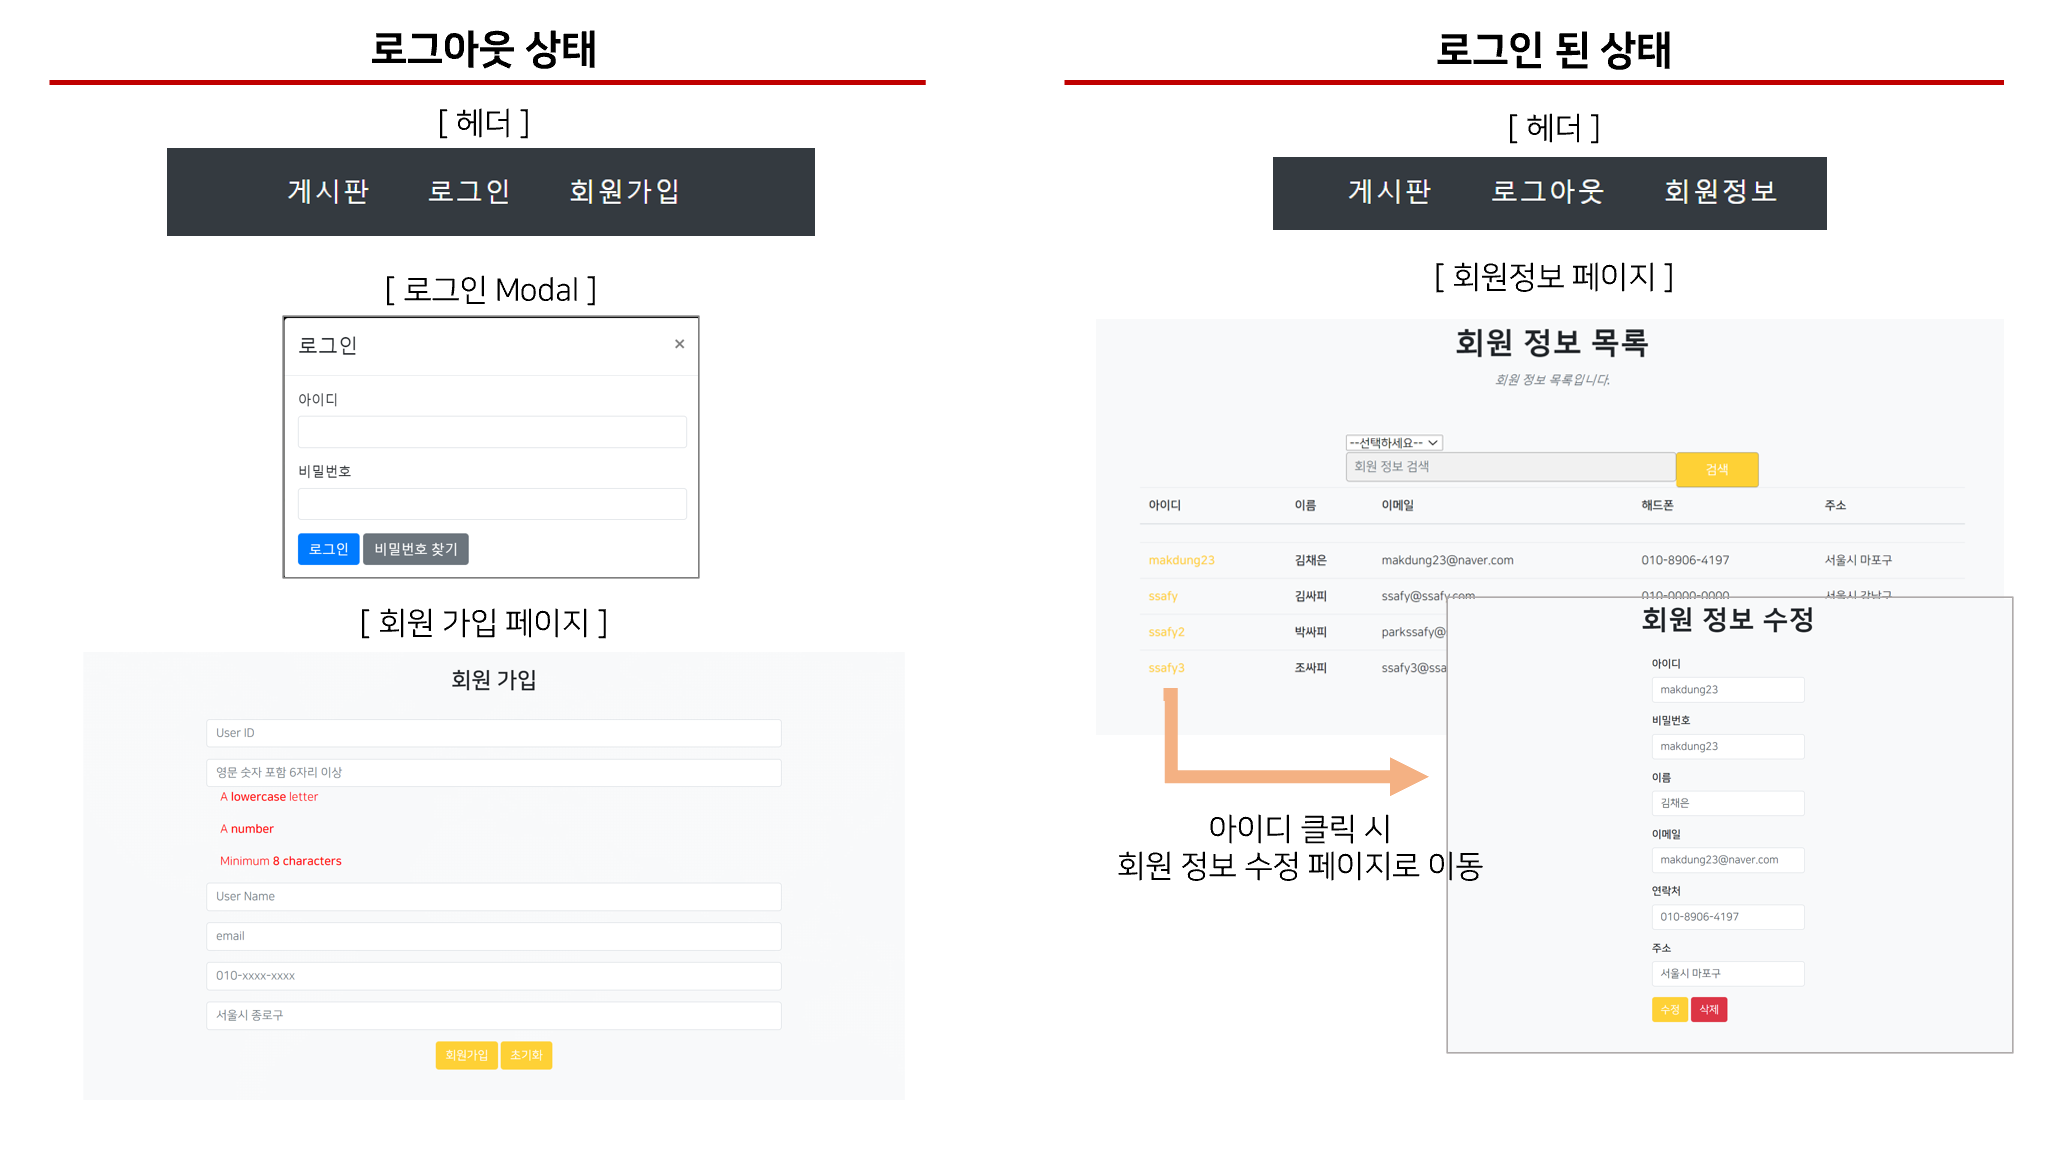 로그아웃 상태
[ 헤더 ]
게시판 로그인 회원가입
[ 로그인 Modal ]
로그인 ×
아이디
비밀번호
로그인 비밀번호 찾기
[ 회원 가입 페이지 ]
회원 가입
User ID
영문 숫자 포함 6자리 이상
A lowercase letter
A number
Minimum 8 characters
User Name
email
010-xxxx-xxxx
서울시 종로구
회원가입 초기화
로그인 된 상태
[ 헤더 ]
게시판 로그아웃 회원정보
[ 회원정보 페이지 ]
회원 정보 목록
회원 정보 목록입니다.
--선택하세요--
회원 정보 검색 검색
아이디 이름 이메일 해드폰 주소
makdung23 김채은 makdung23@naver.com 010-8906-4197 서울시 마포구
ssafy 김싸피 ssafy@ssafy.com 010-0000-0000 서울시 강남구
ssafy2 박싸피 parkssafy@
ssafy3 조싸피 ssafy3@ssa
아이디 클릭 시
회원 정보 수정 페이지로 이동
회원 정보 수정
아이디
makdung23
비밀번호
makdung23
이름
김채은
이메일
makdung23@naver.com
연락처
010-8906-4197
주소
서울시 마포구
수정 삭제